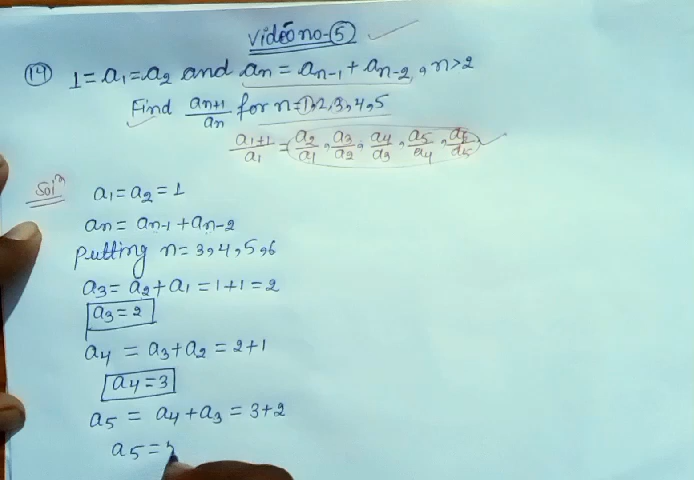 Video no-(5)
(14) 1 = a₁ = a₂ and aₙ = aₙ₋₁ + aₙ₋₂, n>2
Find aₙ₊₁/aₙ for n=1,2,3,4,5
a₁₊₁/a₁ = a₂/a₁, a₃/a₂, a₄/a₃, a₅/a₄, a₆/a₅
Solⁿ a₁ = a₂ = 1
aₙ = aₙ₋₁ + aₙ₋₂
Putting n = 3,4,5,6
a₃ = a₂ + a₁ = 1+1 = 2
a₃ = 2
a₄ = a₃ + a₂ = 2+1
a₄ = 3
a₅ = a₄ + a₃ = 3+2
a₅ =